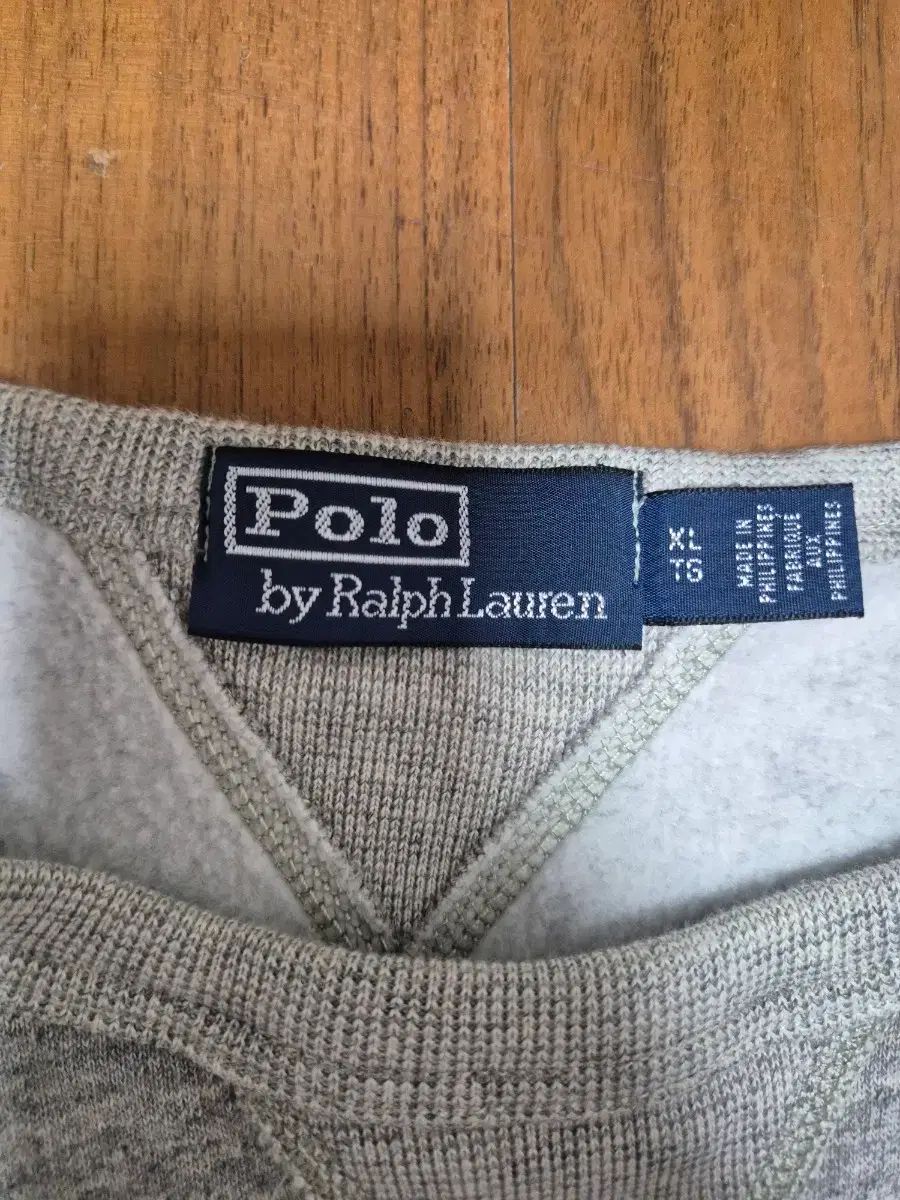 Polo
by Ralph Lauren
XL
TG
MADE IN
PHILIPPINES
FABRIQUE
AUX
PHILIPPINES